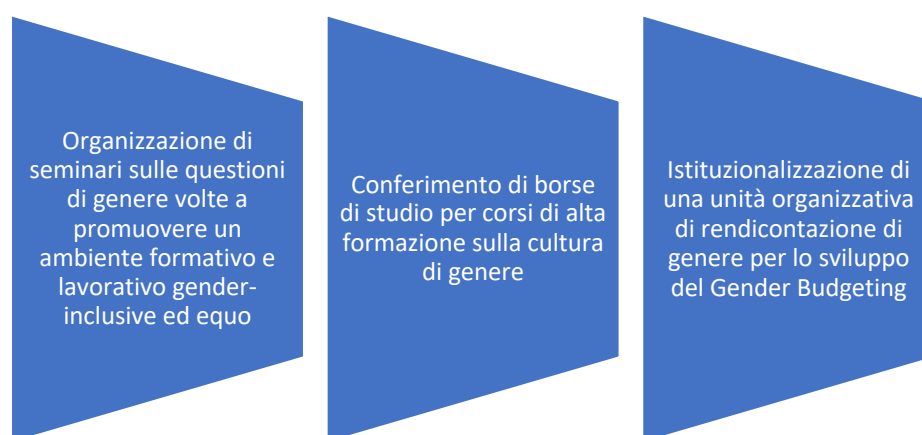 Organizzazione di
seminari sulle questioni
di genere volte a
promuovere un
ambiente formativo e
lavorativo gender-
inclusive ed equo
Conferimento di borse
di studio per corsi di alta
formazione sulla cultura
di genere
Istituzionalizzazione di
una unità organizzativa
di rendicontazione di
genere per lo sviluppo
del Gender Budgeting